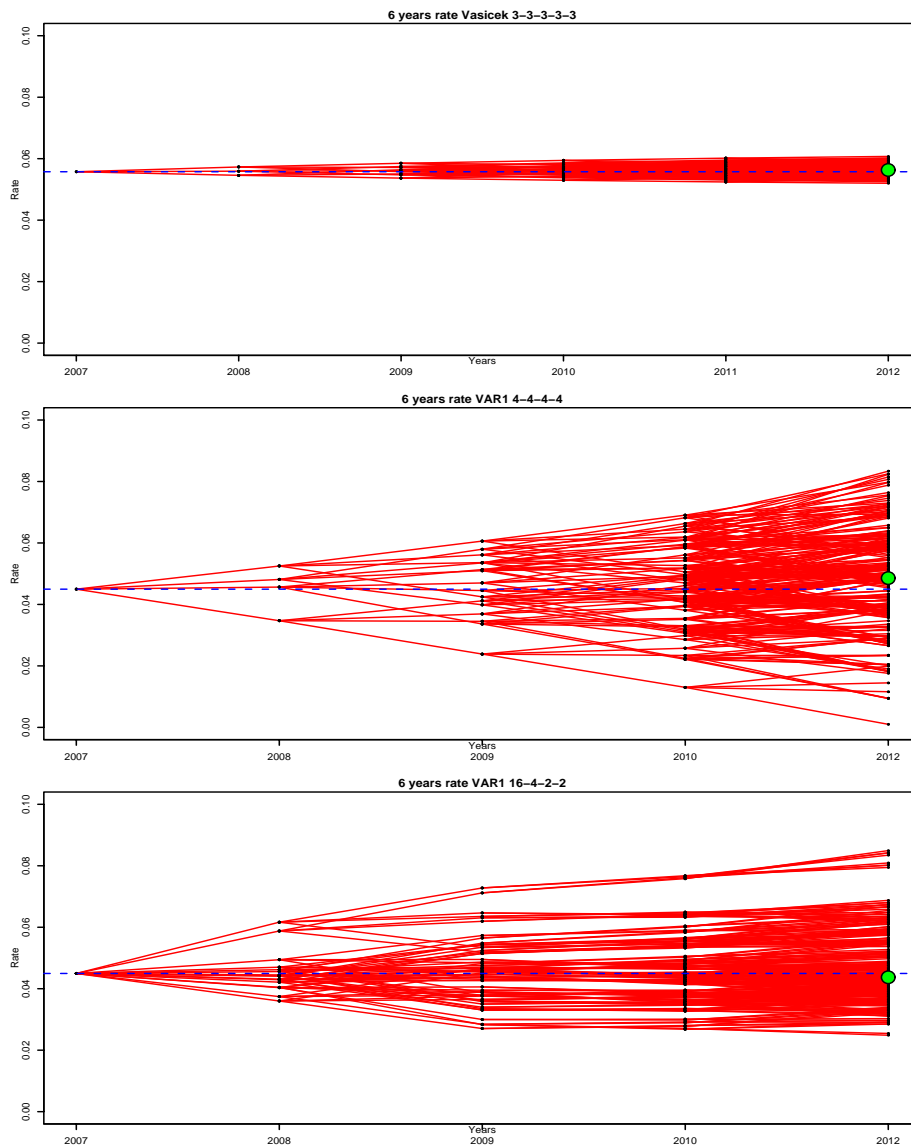 6 years rate Vasicek 3−3−3−3−3
0.10
0.08
0.06
0.04
0.02
0.00
Rate
Years
2007 2008 2009 2010 2011 2012
6 years rate VAR1 4−4−4−4
0.10
0.08
0.06
0.04
0.02
0.00
Rate
Years
2007 2008 2009 2010 2012
6 years rate VAR1 16−4−2−2
0.10
0.08
0.06
0.04
0.02
0.00
Rate
Years
2007 2008 2009 2010 2012